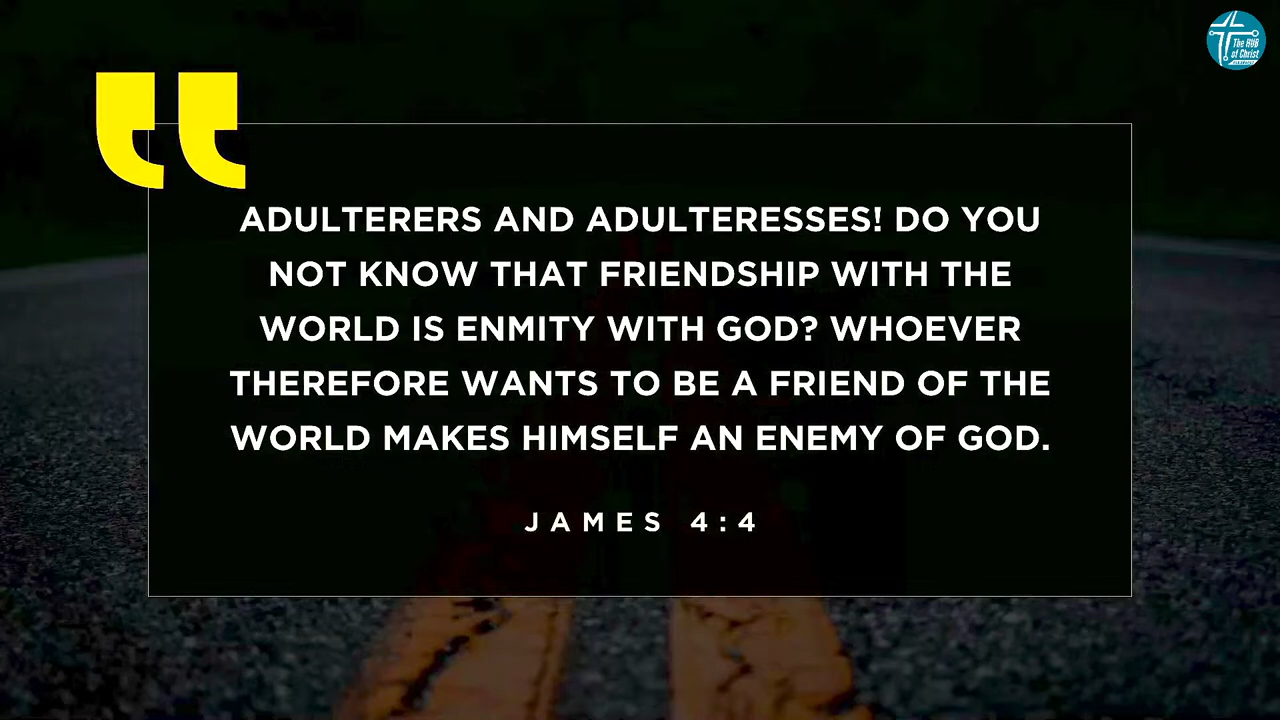 The HUB
of Christ
ADULTERERS AND ADULTERESSES! DO YOU
NOT KNOW THAT FRIENDSHIP WITH THE
WORLD IS ENMITY WITH GOD? WHOEVER
THEREFORE WANTS TO BE A FRIEND OF THE
WORLD MAKES HIMSELF AN ENEMY OF GOD.
JAMES 4:4